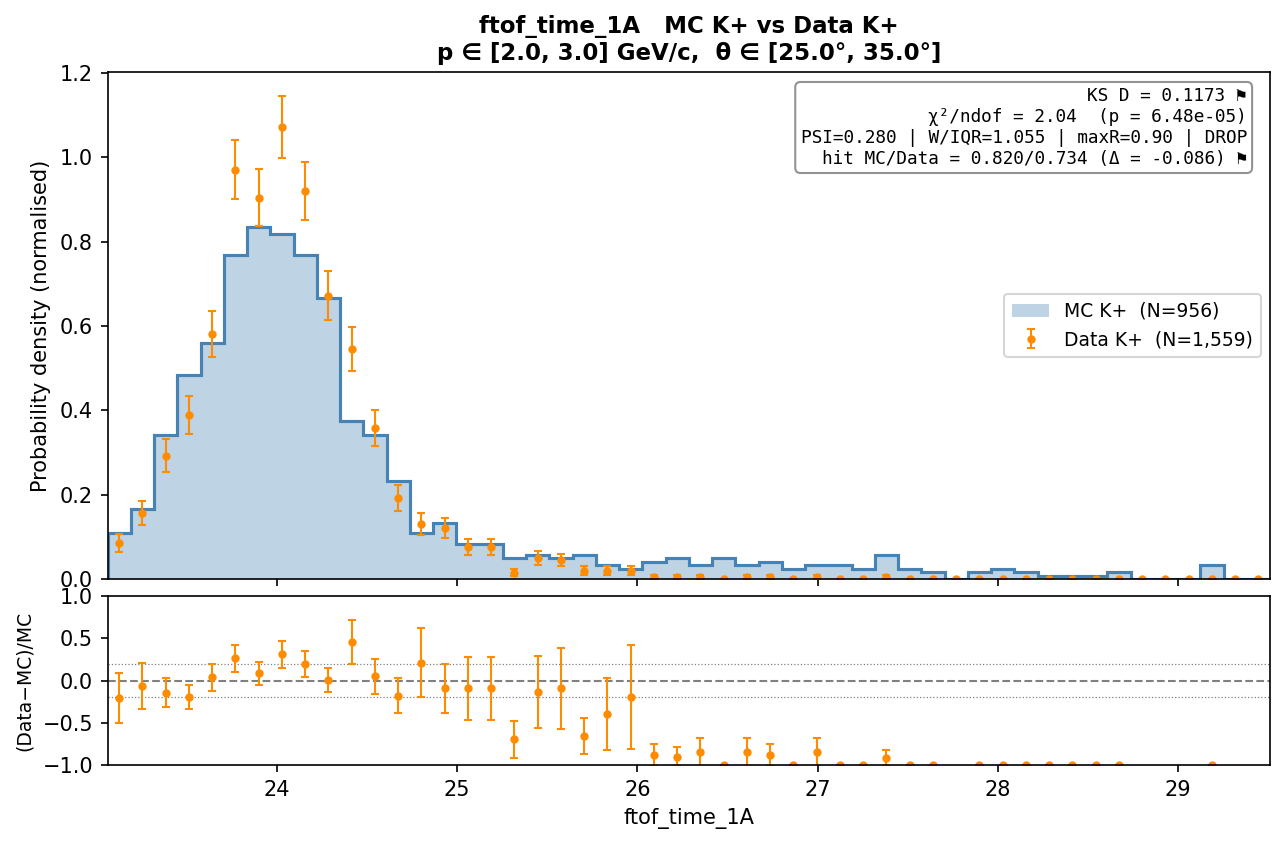 ftof_time_1A   MC K+ vs Data K+
p ∈ [2.0, 3.0] GeV/c,  θ ∈ [25.0°, 35.0°]
KS D = 0.1173 ⚑
χ²/ndof = 2.04  (p = 6.48e-05)
PSI=0.280 | W/IQR=1.055 | maxR=0.90 | DROP
hit MC/Data = 0.820/0.734 (Δ = -0.086) ⚑
MC K+  (N=956)
Data K+  (N=1,559)
Probability density (normalised)
1.2
1.0
0.8
0.6
0.4
0.2
0.0
(Data−MC)/MC
1.0
0.5
0.0
−0.5
−1.0
24 25 26 27 28 29
ftof_time_1A